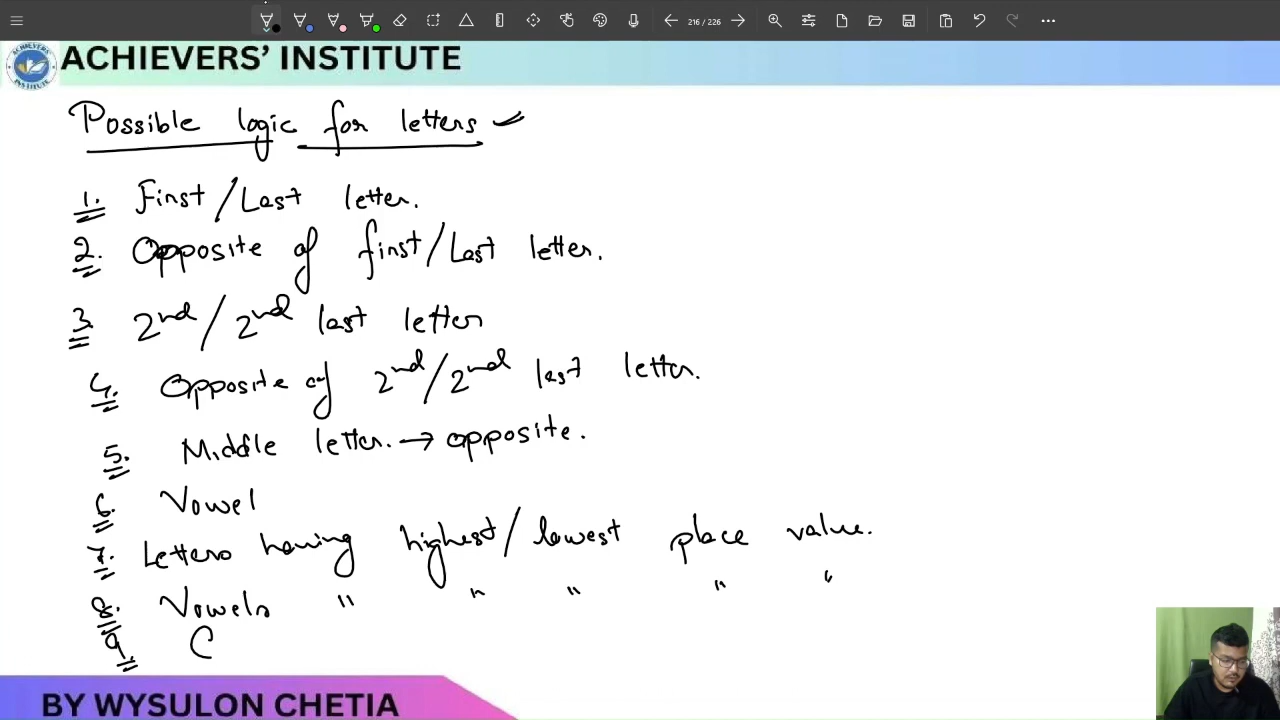 216 / 226
ACHIEVERS' INSTITUTE
Possible logic for letters
1. First/Last letter.
2. Opposite of first/Last letter.
3. 2nd/2nd last letter
4. Opposite of 2nd/2nd last letter.
5. Middle letter. → opposite.
6. Vowel
7. Letters having highest/lowest place value.
8. Vowels " " " " "
9. C
BY WYSULON CHETIA